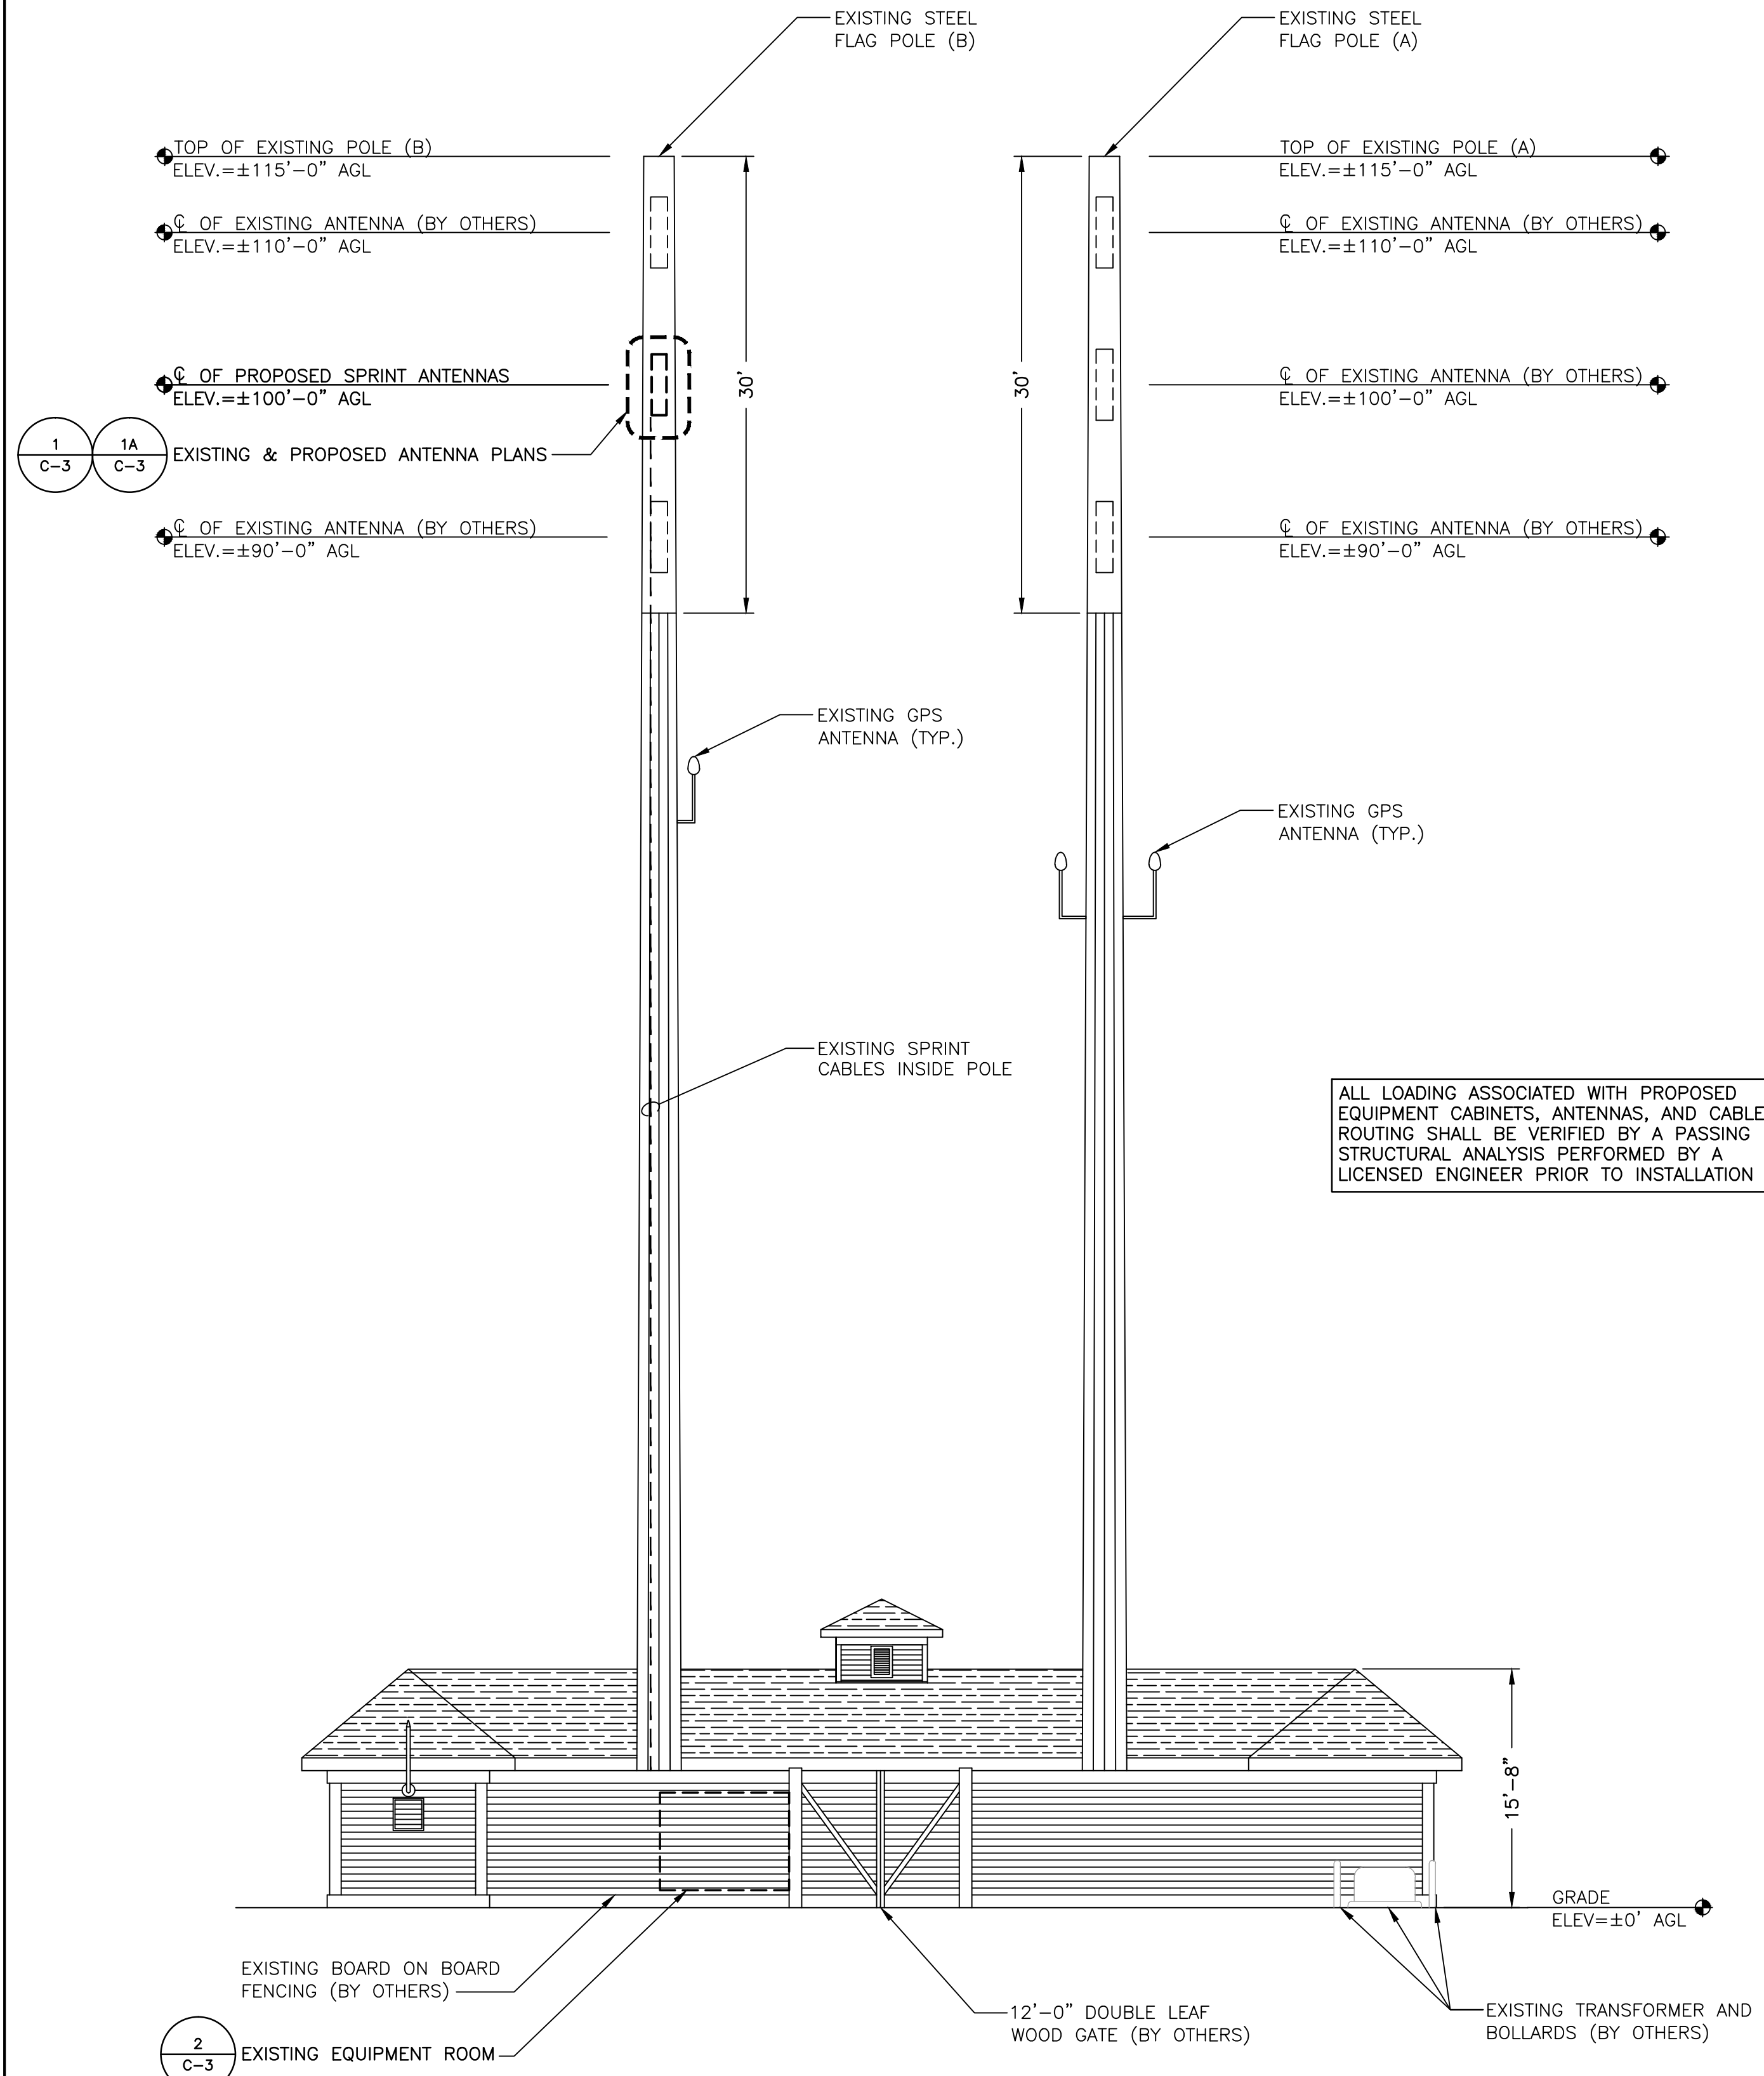 EXISTING STEEL
FLAG POLE (B)
EXISTING STEEL
FLAG POLE (A)
TOP OF EXISTING POLE (B)
ELEV.=±115'-0" AGL
TOP OF EXISTING POLE (A)
ELEV.=±115'-0" AGL
℄ OF EXISTING ANTENNA (BY OTHERS)
ELEV.=±110'-0" AGL
℄ OF EXISTING ANTENNA (BY OTHERS)
ELEV.=±110'-0" AGL
℄ OF PROPOSED SPRINT ANTENNAS
ELEV.=±100'-0" AGL
30'
30'
℄ OF EXISTING ANTENNA (BY OTHERS)
ELEV.=±100'-0" AGL
1
C-3
1A
C-3
EXISTING & PROPOSED ANTENNA PLANS
℄ OF EXISTING ANTENNA (BY OTHERS)
ELEV.=±90'-0" AGL
℄ OF EXISTING ANTENNA (BY OTHERS)
ELEV.=±90'-0" AGL
EXISTING GPS
ANTENNA (TYP.)
EXISTING GPS
ANTENNA (TYP.)
EXISTING SPRINT
CABLES INSIDE POLE
ALL LOADING ASSOCIATED WITH PROPOSED
EQUIPMENT CABINETS, ANTENNAS, AND CABLE
ROUTING SHALL BE VERIFIED BY A PASSING
STRUCTURAL ANALYSIS PERFORMED BY A
LICENSED ENGINEER PRIOR TO INSTALLATION
15'-8"
GRADE
ELEV=±0' AGL
EXISTING BOARD ON BOARD
FENCING (BY OTHERS)
12'-0" DOUBLE LEAF
WOOD GATE (BY OTHERS)
EXISTING TRANSFORMER AND
BOLLARDS (BY OTHERS)
2
C-3
EXISTING EQUIPMENT ROOM